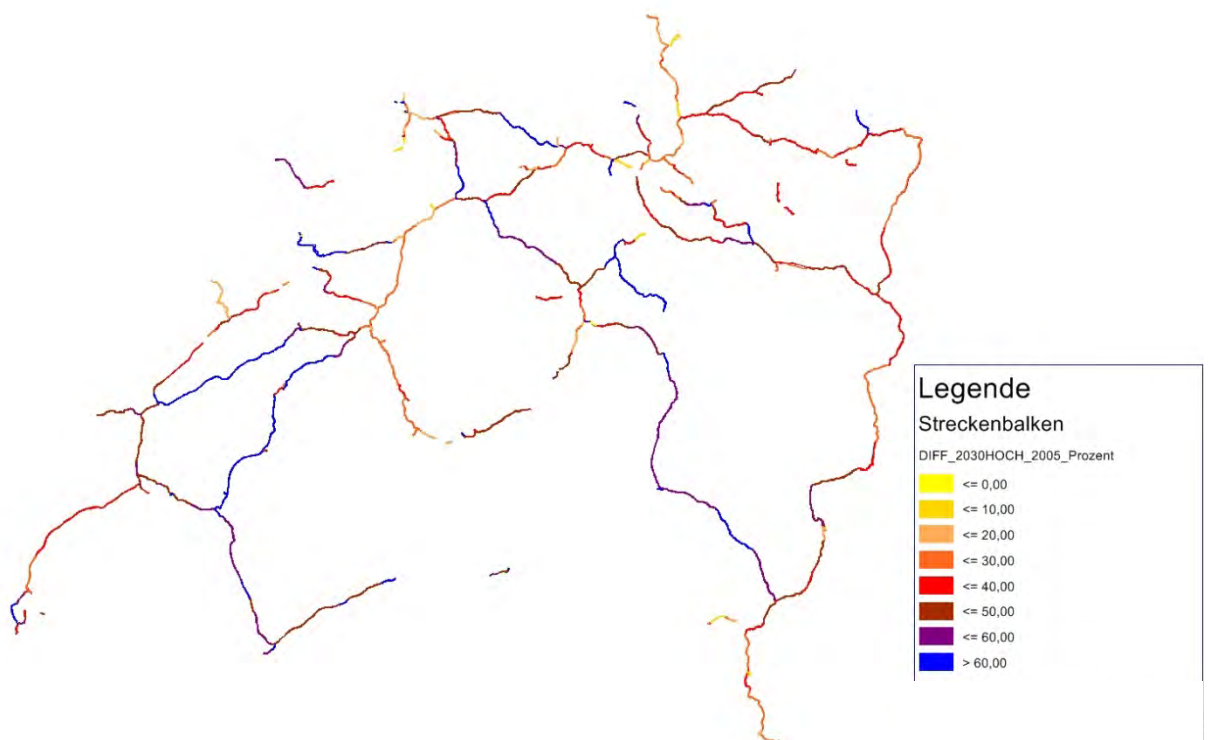 Legende
Streckenbalken
DIFF_2030HOCH_2005_Prozent
<= 0,00
<= 10,00
<= 20,00
<= 30,00
<= 40,00
<= 50,00
<= 60,00
> 60,00